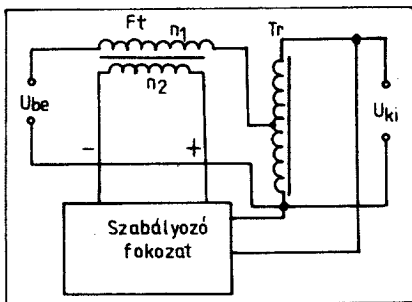 Ft
n1
Tr
n2
Ube
Uki
- +
Szabályozó
fokozat